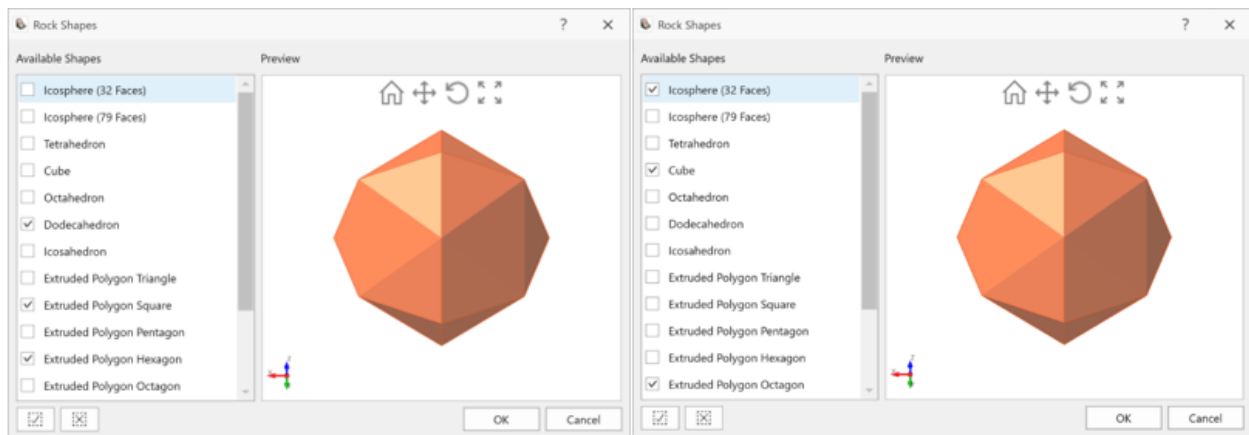 Rock Shapes
Available Shapes
Preview
Icosphere (32 Faces)
Icosphere (79 Faces)
Tetrahedron
Cube
Octahedron
Dodecahedron
Icosahedron
Extruded Polygon Triangle
Extruded Polygon Square
Extruded Polygon Pentagon
Extruded Polygon Hexagon
Extruded Polygon Octagon
OK
Cancel
Rock Shapes
Available Shapes
Preview
Icosphere (32 Faces)
Icosphere (79 Faces)
Tetrahedron
Cube
Octahedron
Dodecahedron
Icosahedron
Extruded Polygon Triangle
Extruded Polygon Square
Extruded Polygon Pentagon
Extruded Polygon Hexagon
Extruded Polygon Octagon
OK
Cancel